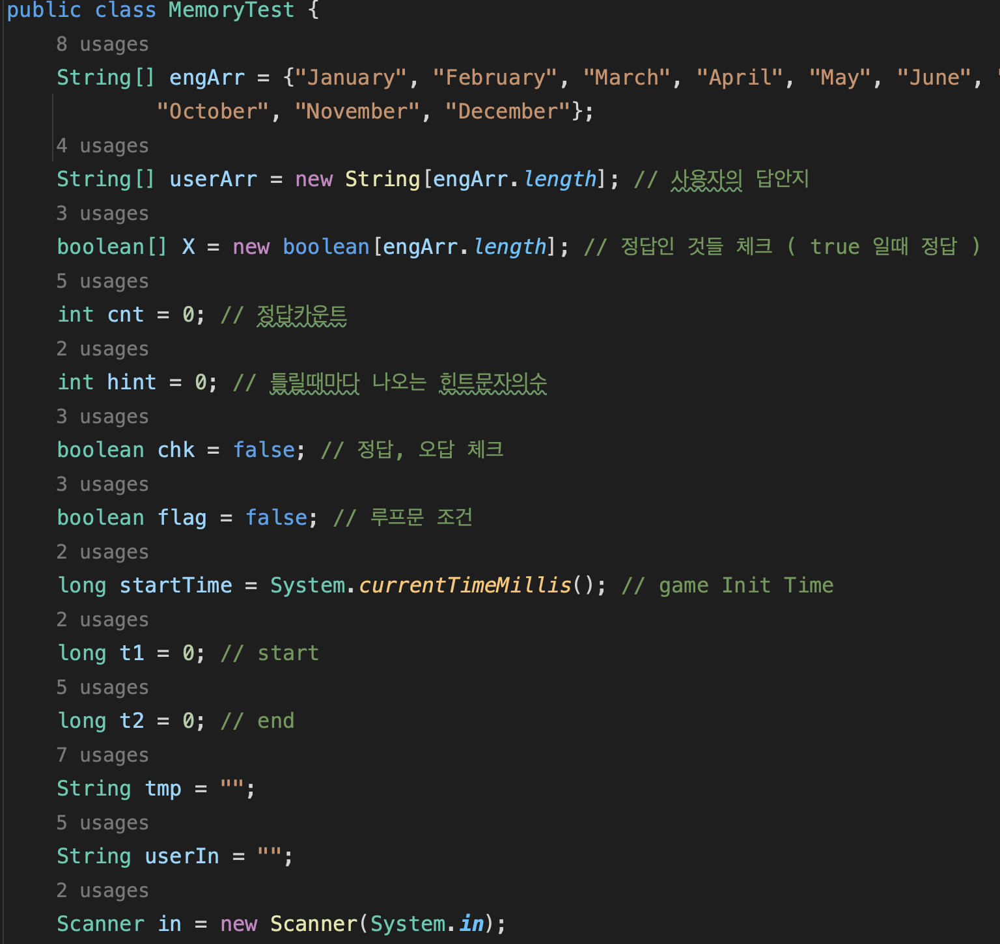 public class MemoryTest {
8 usages
String[] engArr = {"January", "February", "March", "April", "May", "June", "
"October", "November", "December"};
4 usages
String[] userArr = new String[engArr.length]; // 사용자의 답안지
3 usages
boolean[] X = new boolean[engArr.length]; // 정답인 것들 체크 ( true 일때 정답 )
5 usages
int cnt = 0; // 정답카운트
2 usages
int hint = 0; // 틀릴때마다 나오는 힌트문자의수
3 usages
boolean chk = false; // 정답, 오답 체크
3 usages
boolean flag = false; // 루프문 조건
2 usages
long startTime = System.currentTimeMillis(); // game Init Time
2 usages
long t1 = 0; // start
5 usages
long t2 = 0; // end
7 usages
String tmp = "";
5 usages
String userIn = "";
2 usages
Scanner in = new Scanner(System.in);